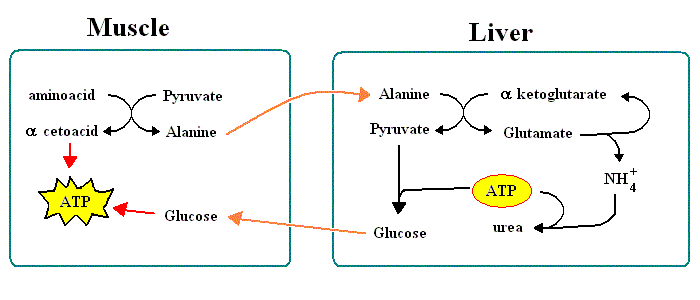 Muscle
aminoacid
Pyruvate
α cetoacid
Alanine
ATP
Glucose
Liver
Alanine
α ketoglutarate
Pyruvate
Glutamate
NH4+
ATP
urea
Glucose